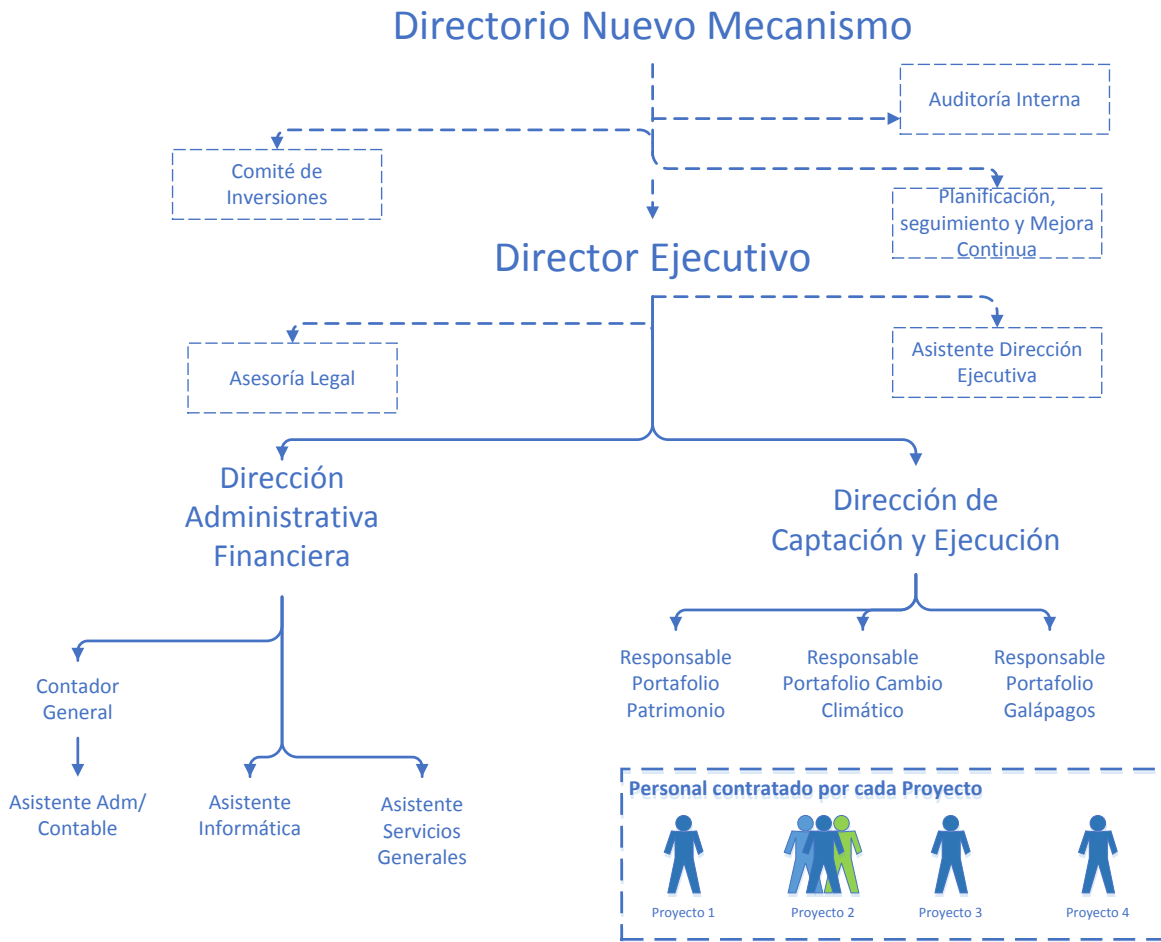 Directorio Nuevo Mecanismo
Auditoría Interna
Comité de
Inversiones
Planificación,
seguimiento y Mejora
Continua
Director Ejecutivo
Asesoría Legal
Asistente Dirección
Ejecutiva
Dirección
Administrativa
Financiera
Dirección de
Captación y Ejecución
Contador
General
Responsable
Portafolio
Patrimonio
Responsable
Portafolio Cambio
Climático
Responsable
Portafolio
Galápagos
Asistente Adm/
Contable
Asistente
Informática
Asistente
Servicios
Generales
Personal contratado por cada Proyecto
Proyecto 1
Proyecto 2
Proyecto 3
Proyecto 4